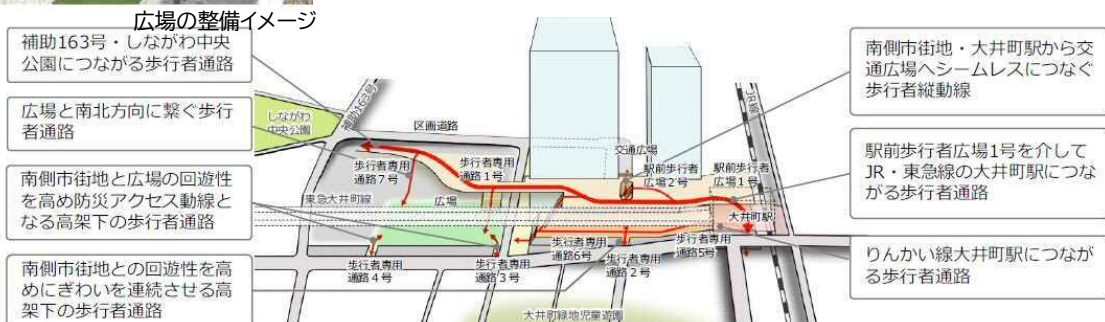 広場の整備イメージ
補助163号・しながわ中央
公園につながる歩行者通路
広場と南北方向に繋ぐ歩行
者通路
南側市街地と広場の回遊性
を高め防災アクセス動線と
なる高架下の歩行者通路
南側市街地との回遊性を高
めにぎわいを連続させる高
架下の歩行者通路
しながわ
中央公園
補助163号
区画道路
歩行者専用
通路7号
歩行者専用
通路1号
交通広場
駅前歩行者
広場2号
駅前歩行者
広場1号
JR線
東急大井町線
広場
大井町駅
歩行者専用
通路4号
歩行者専用
通路3号
歩行者専用
通路6号
歩行者専用
通路2号
歩行者専用
通路5号
大井町緑地児童遊園
南側市街地・大井町駅から交
通広場へシームレスにつなぐ
歩行者縦動線
駅前歩行者広場1号を介して
JR・東急線の大井町駅につな
がる歩行者通路
りんかい線大井町駅につなが
る歩行者通路